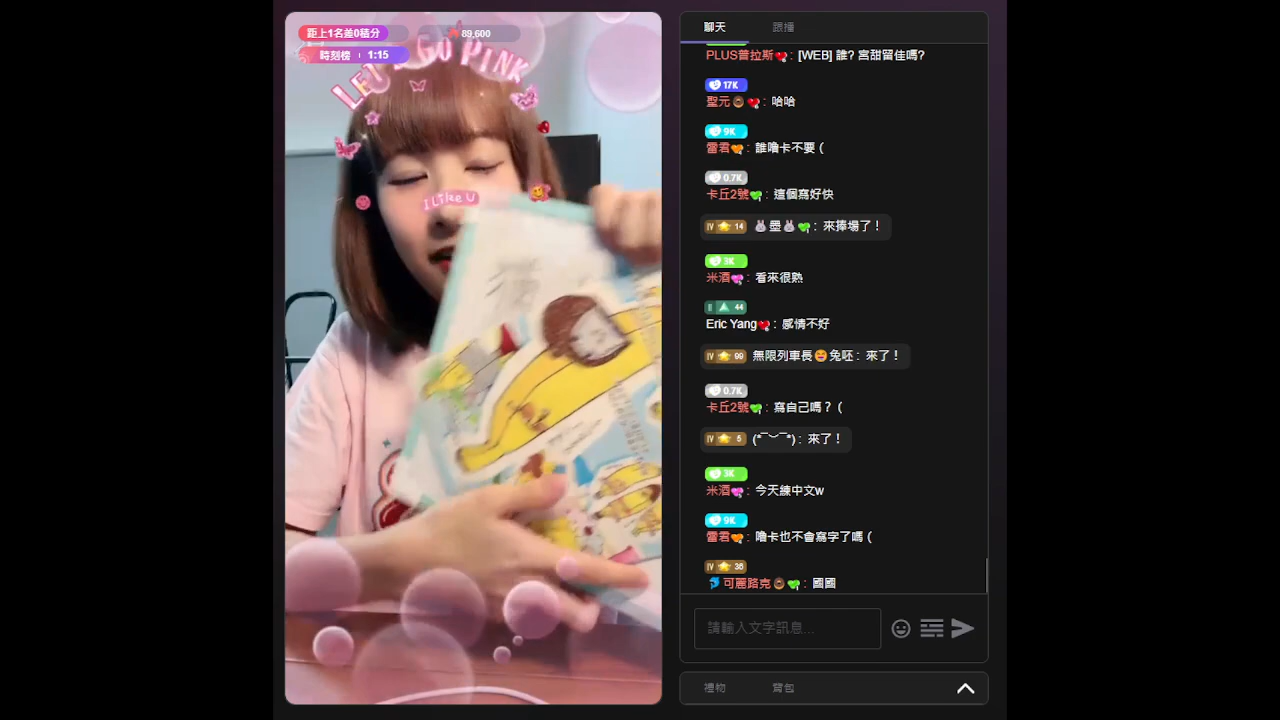 距上1名差0積分
89,600
時刻榜 1:15
LET'S GO PINK
I Like U
聊天
跟播
PLUS普拉斯: [WEB] 誰? 宮甜留佳嗎?
17K
聖元: 哈哈
9K
雷君: 誰嚕卡不要 (
0.7K
卡丘2號: 這個寫好快
IV 14 墨: 來捧場了!
3K
米酒: 看來很熟
II 44
Eric Yang: 感情不好
IV 99 無限列車長兔呸: 來了!
0.7K
卡丘2號: 寫自己嗎? (
IV 5 (*¯︶¯*): 來了!
3K
米酒: 今天練中文w
9K
雷君: 嚕卡也不會寫字了嗎 (
IV 36
可麗路克: 國國
請輸入文字訊息...
禮物
背包